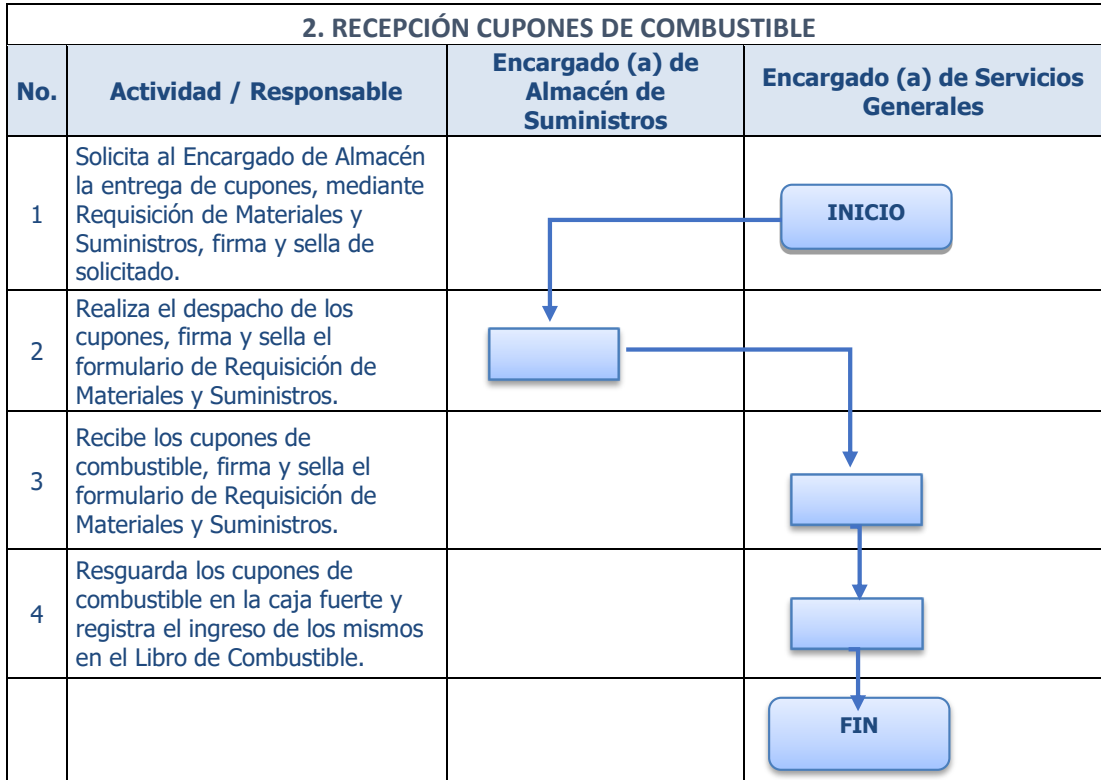 2. RECEPCIÓN CUPONES DE COMBUSTIBLE
No.
Actividad / Responsable
Encargado (a) de
Almacén de
Suministros
Encargado (a) de Servicios
Generales
1
Solicita al Encargado de Almacén
la entrega de cupones, mediante
Requisición de Materiales y
Suministros, firma y sella de
solicitado.
INICIO
2
Realiza el despacho de los
cupones, firma y sella el
formulario de Requisición de
Materiales y Suministros.
3
Recibe los cupones de
combustible, firma y sella el
formulario de Requisición de
Materiales y Suministros.
4
Resguarda los cupones de
combustible en la caja fuerte y
registra el ingreso de los mismos
en el Libro de Combustible.
FIN